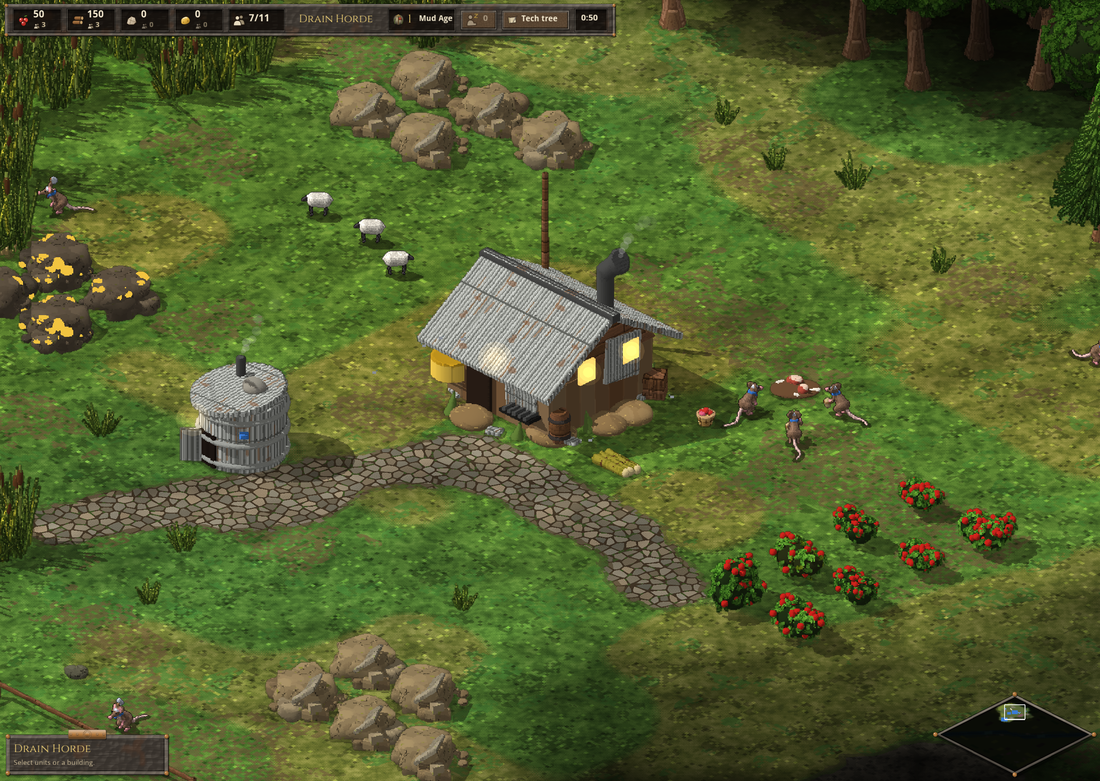 50 150 0 0 7/11 DRAIN HORDE Mud Age 0 Tech tree 0:50
3 3 0 0
DRAIN HORDE
Select units or a building.